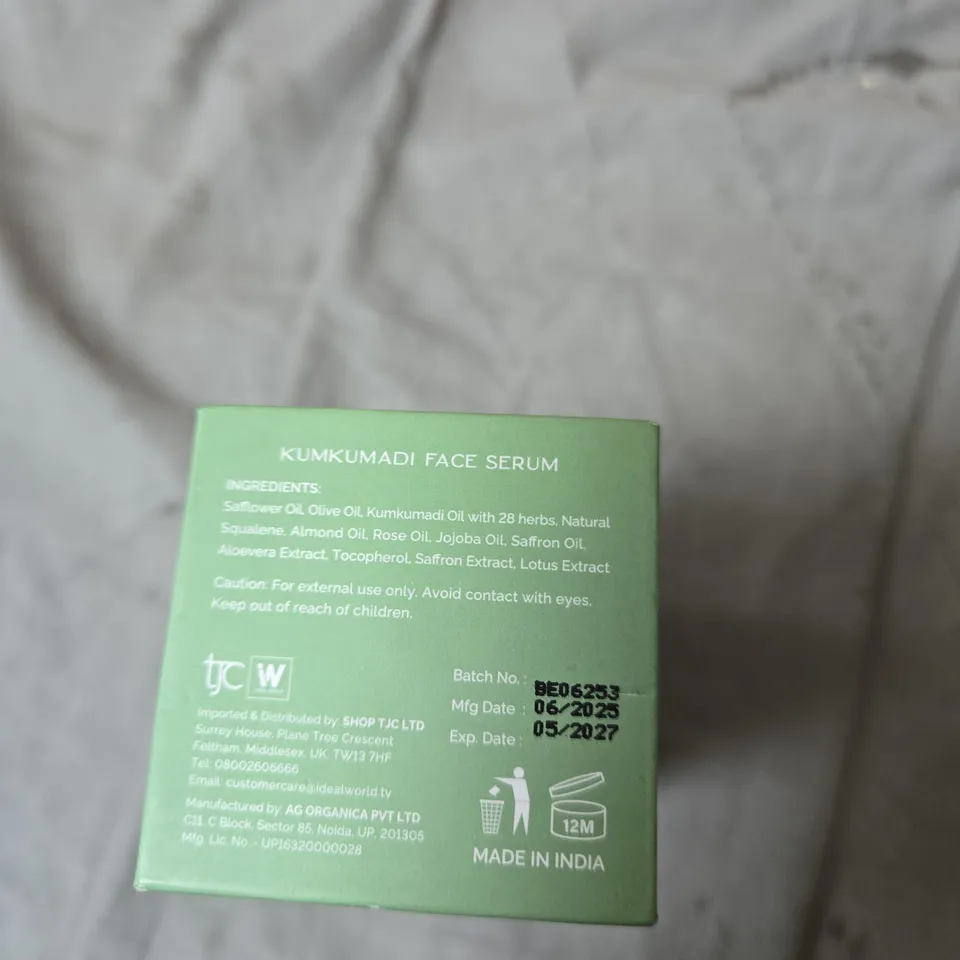 KUMKUMADI FACE SERUM
INGREDIENTS:
Safflower Oil, Olive Oil, Kumkumadi Oil with 28 herbs, Natural
Squalene, Almond Oil, Rose Oil, Jojoba Oil, Saffron Oil,
Aloevera Extract, Tocopherol, Saffron Extract, Lotus Extract
Caution: For external use only. Avoid contact with eyes.
Keep out of reach of children.
tjc W
Imported & Distributed by: SHOP TJC LTD
Surrey House, Plane Tree Crescent
Feltham, Middlesex, UK, TW13 7HF
Tel: 08002606666
Email: customercare@idealworld.tv
Manufactured by: AG ORGANICA PVT LTD
C11, C Block, Sector 85, Noida, UP, 201305
Mfg. Lic. No. - UP16320000028
Batch No. : BE06253
Mfg Date : 06/2025
Exp. Date : 05/2027
12M
MADE IN INDIA